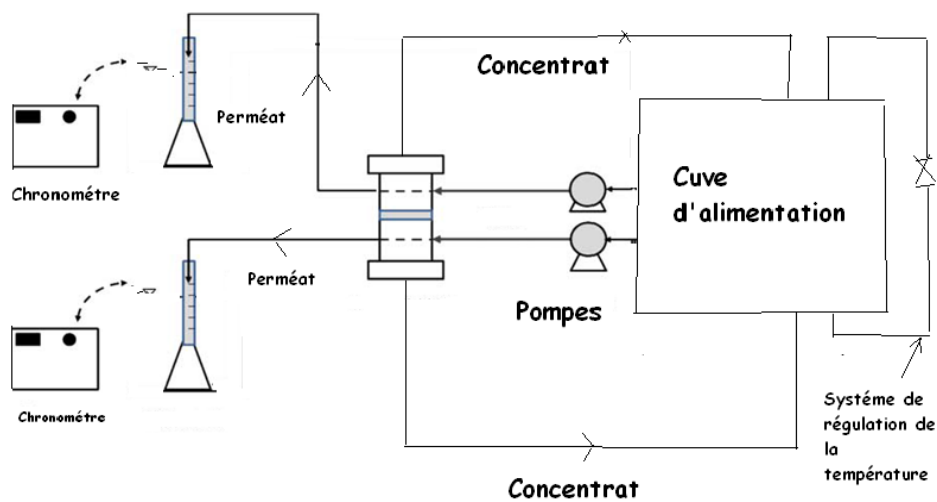 Concentrat
Perméat
Chronométre
Cuve
d'alimentation
Perméat
Pompes
Chronométre
Systéme de
régulation de
la
température
Concentrat